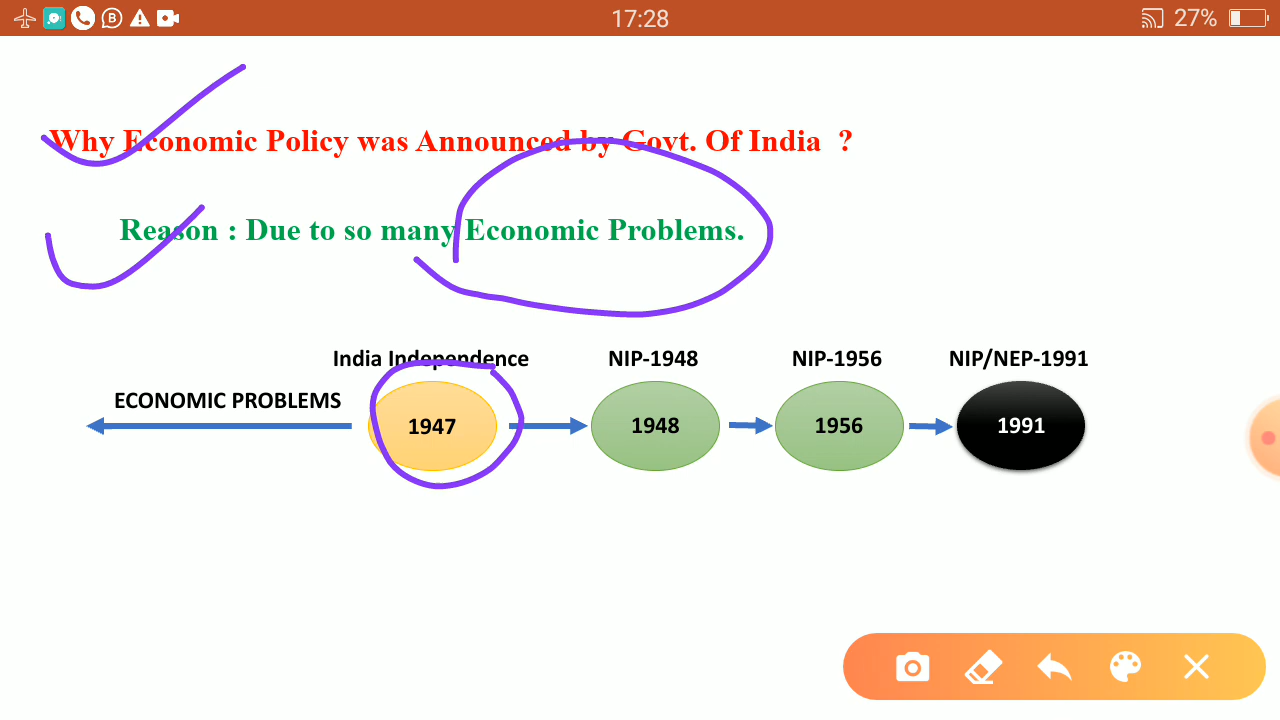 17:28
27%
Why Economic Policy was Announced by Govt. Of India ?
Reason : Due to so many Economic Problems.
India Independence NIP-1948 NIP-1956 NIP/NEP-1991
ECONOMIC PROBLEMS
1947 1948 1956 1991